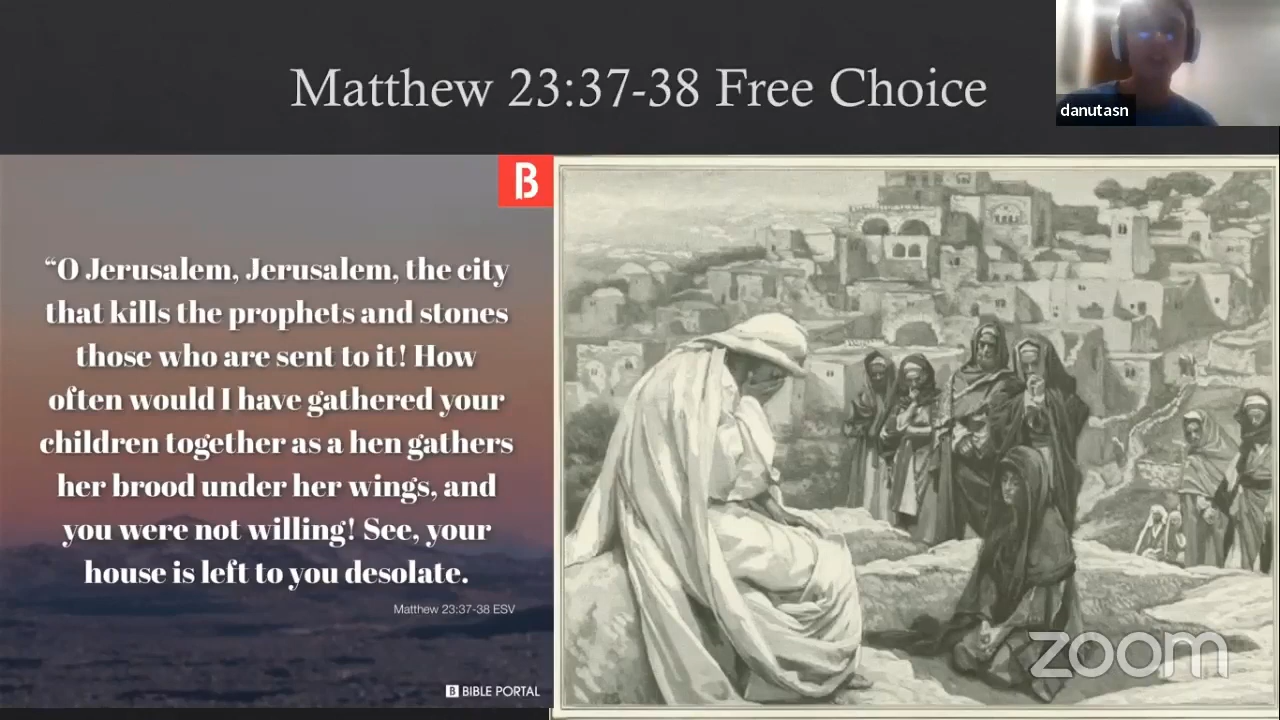 Matthew 23:37-38 Free Choice
danutasn
B
“O Jerusalem, Jerusalem, the city
that kills the prophets and stones
those who are sent to it! How
often would I have gathered your
children together as a hen gathers
her brood under her wings, and
you were not willing! See, your
house is left to you desolate.
Matthew 23:37-38 ESV
B BIBLE PORTAL
zoom